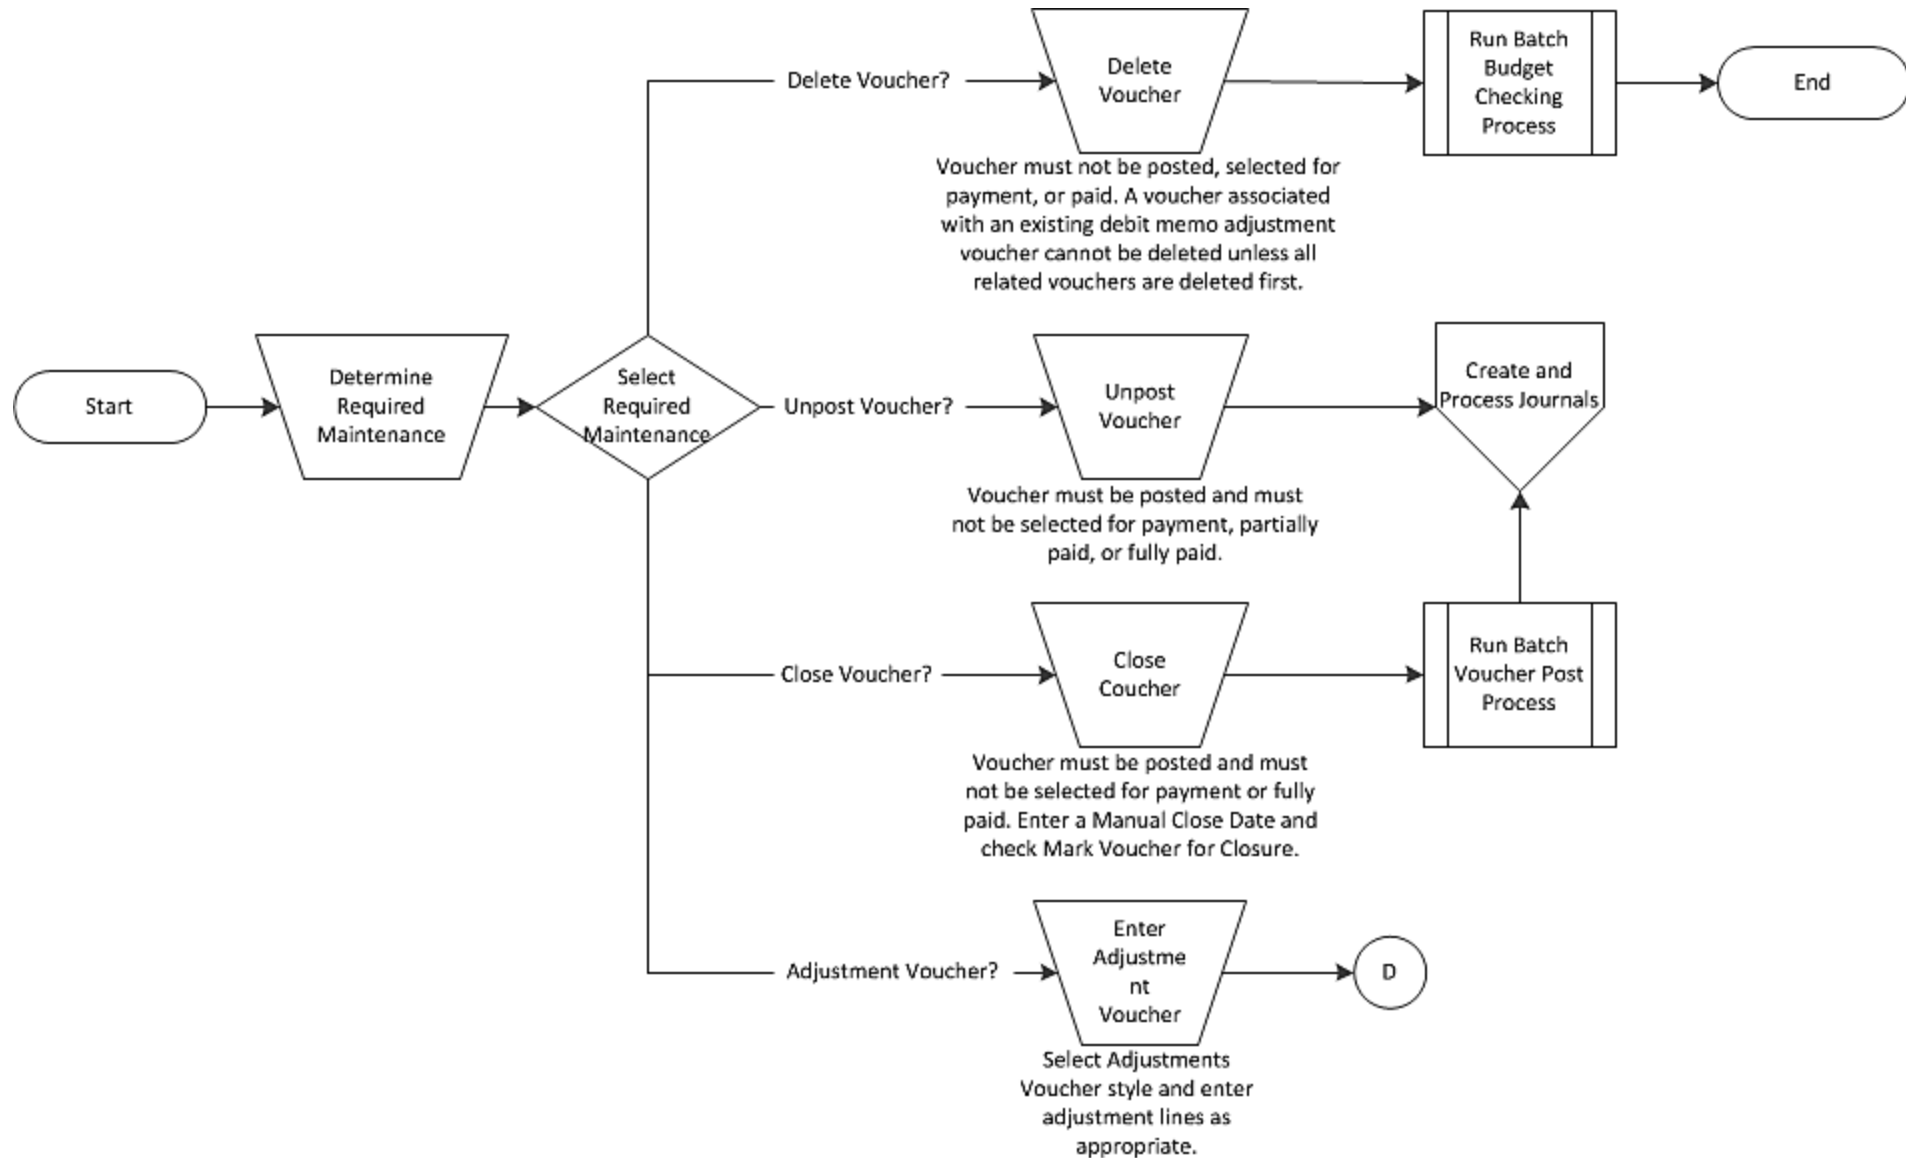 Start
Determine
Required
Maintenance
Select
Required
Maintenance
Delete Voucher?
Delete
Voucher
Voucher must not be posted, selected for
payment, or paid. A voucher associated
with an existing debit memo adjustment
voucher cannot be deleted unless all
related vouchers are deleted first.
Run Batch
Budget
Checking
Process
End
Unpost Voucher?
Unpost
Voucher
Voucher must be posted and must
not be selected for payment, partially
paid, or fully paid.
Create and
Process Journals
Close Voucher?
Close
Coucher
Voucher must be posted and must
not be selected for payment or fully
paid. Enter a Manual Close Date and
check Mark Voucher for Closure.
Run Batch
Voucher Post
Process
Adjustment Voucher?
Enter
Adjustme
nt
Voucher
Select Adjustments
Voucher style and enter
adjustment lines as
appropriate.
D